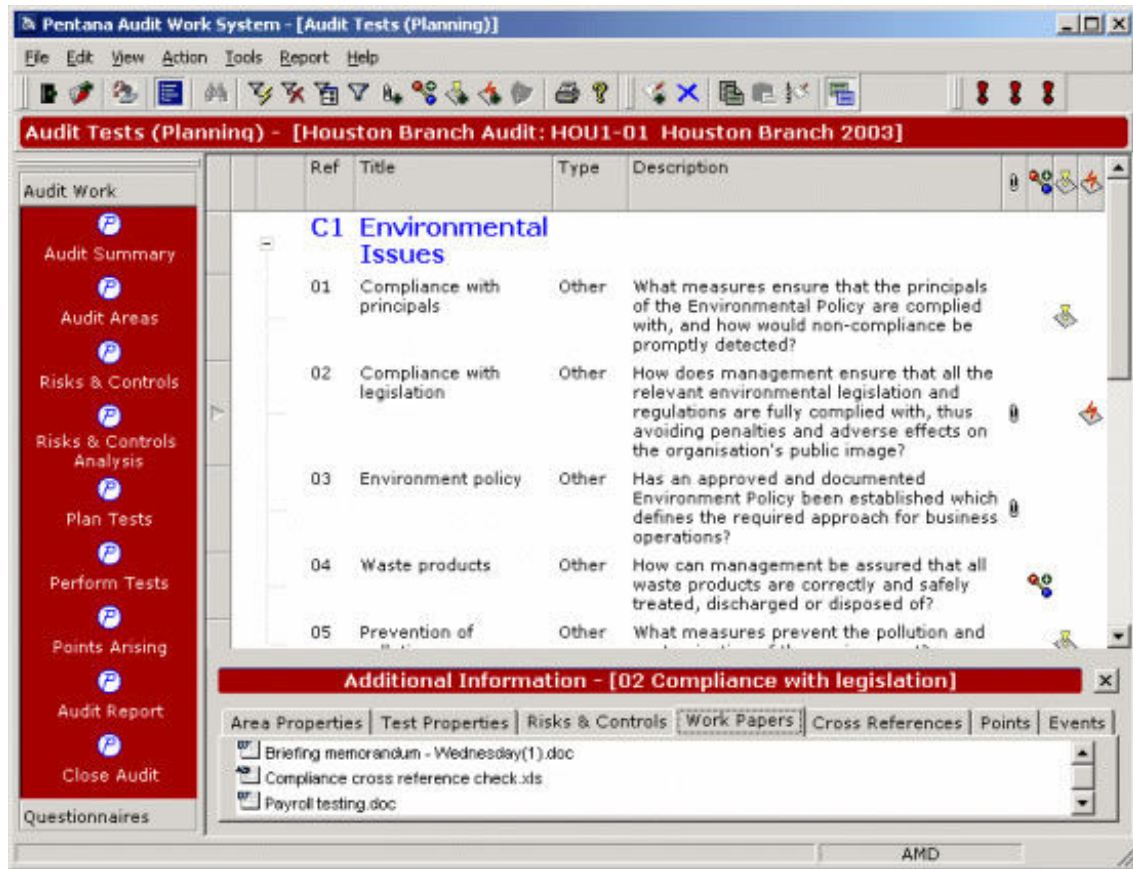 Pentana Audit Work System - [Audit Tests (Planning)]
File Edit View Action Tools Report Help
Audit Tests (Planning) - [Houston Branch Audit: HOU1-01 Houston Branch 2003]
Audit Work
Audit Summary
Audit Areas
Risks & Controls
Risks & Controls
Analysis
Plan Tests
Perform Tests
Points Arising
Audit Report
Close Audit
Questionnaires
Ref Title Type Description
C1 Environmental
Issues
01 Compliance with Other What measures ensure that the principals
principals of the Environmental Policy are complied
with, and how would non-compliance be
promptly detected?
02 Compliance with Other How does management ensure that all the
legislation relevant environmental legislation and
regulations are fully complied with, thus
avoiding penalties and adverse effects on
the organisation's public image?
03 Environment policy Other Has an approved and documented
Environment Policy been established which
defines the required approach for business
operations?
04 Waste products Other How can management be assured that all
waste products are correctly and safely
treated, discharged or disposed of?
05 Prevention of Other What measures prevent the pollution and
Additional Information - [02 Compliance with legislation]
Area Properties Test Properties Risks & Controls Work Papers Cross References Points Events
Briefing memorandum - Wednesday(1).doc
Compliance cross reference check.xls
Payroll testing.doc
AMD